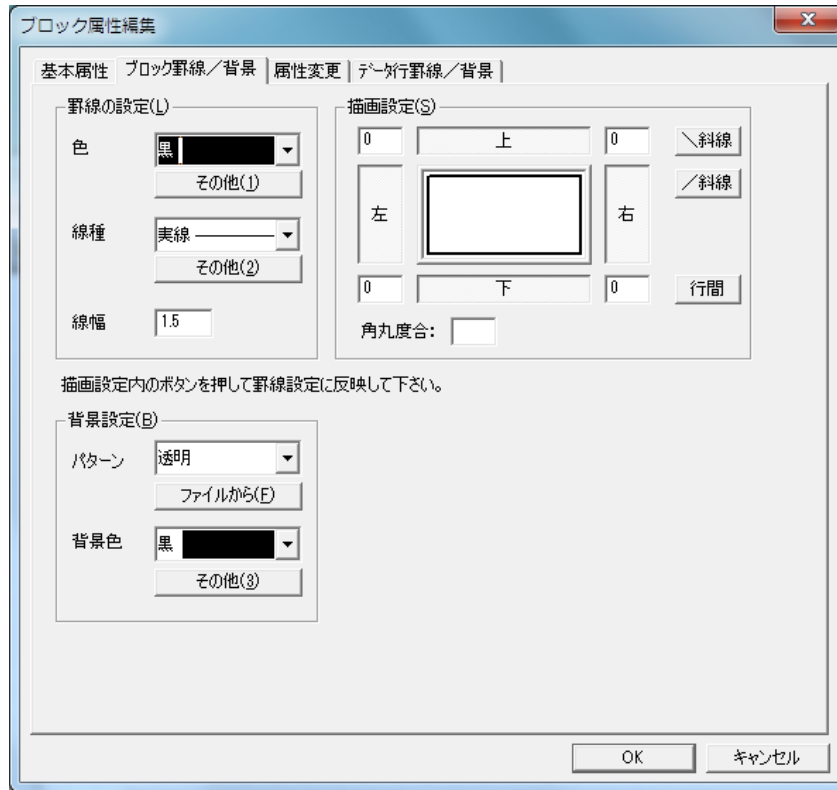 ブロック属性編集
基本属性 ブロック罫線／背景 属性変更 データ行罫線／背景
罫線の設定(L)
色 黒
その他(1)
線種 実線
その他(2)
線幅 1.5
描画設定(S)
0 上 0 ＼斜線
／斜線
左 右
0 下 0 行間
角丸度合:
描画設定内のボタンを押して罫線設定に反映して下さい。
背景設定(B)
パターン 透明
ファイルから(F)
背景色 黒
その他(3)
OK キャンセル